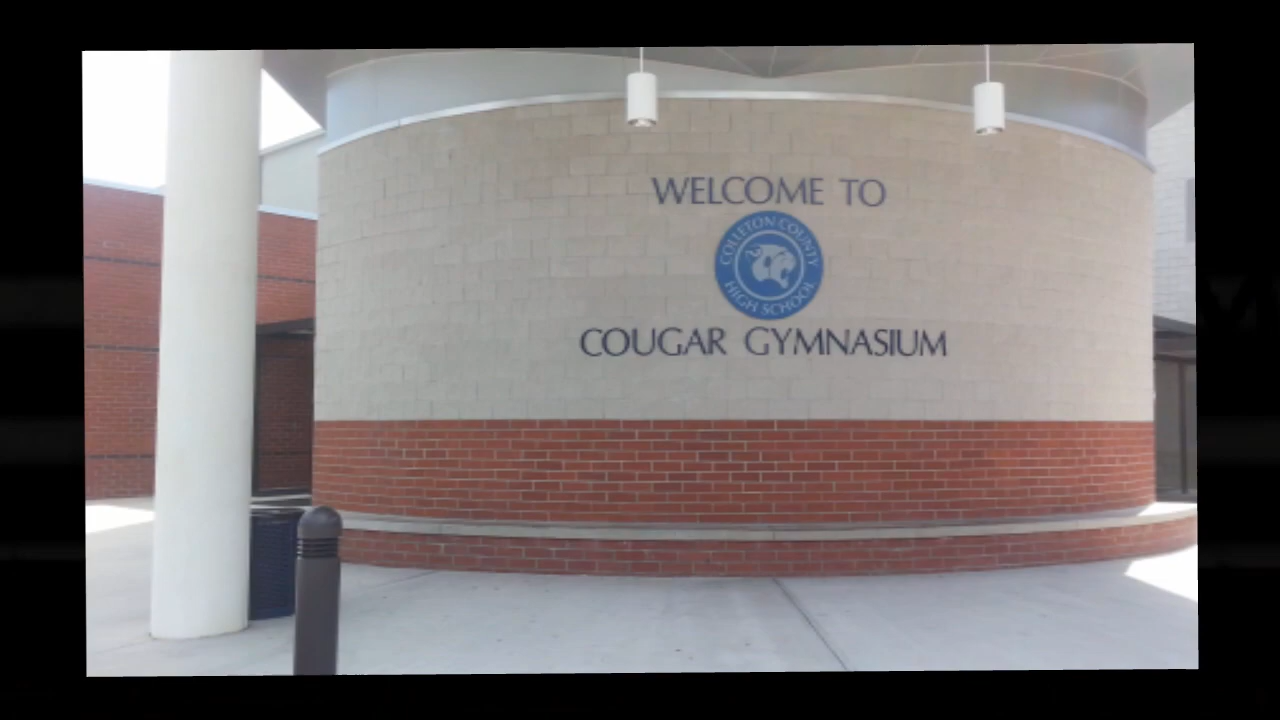 WELCOME TO
COLLETON COUNTY
HIGH SCHOOL
COUGAR GYMNASIUM